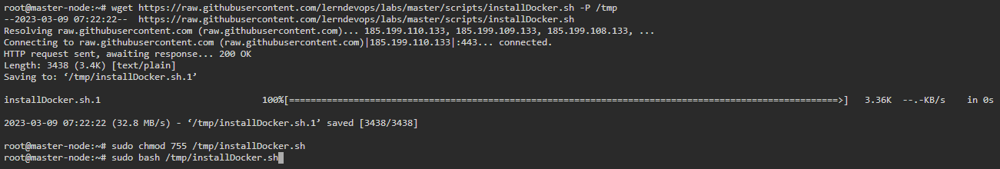 root@master-node:~# wget https://raw.githubusercontent.com/lerndevops/labs/master/scripts/installDocker.sh -P /tmp
--2023-03-09 07:22:22--  https://raw.githubusercontent.com/lerndevops/labs/master/scripts/installDocker.sh
Resolving raw.githubusercontent.com (raw.githubusercontent.com)... 185.199.110.133, 185.199.109.133, 185.199.108.133, ...
Connecting to raw.githubusercontent.com (raw.githubusercontent.com)|185.199.110.133|:443... connected.
HTTP request sent, awaiting response... 200 OK
Length: 3438 (3.4K) [text/plain]
Saving to: ‘/tmp/installDocker.sh.1’
installDocker.sh.1                              100%[======================================================================================================>]   3.36K  --.-KB/s    in 0s
2023-03-09 07:22:22 (32.8 MB/s) - ‘/tmp/installDocker.sh.1’ saved [3438/3438]
root@master-node:~# sudo chmod 755 /tmp/installDocker.sh
root@master-node:~# sudo bash /tmp/installDocker.sh